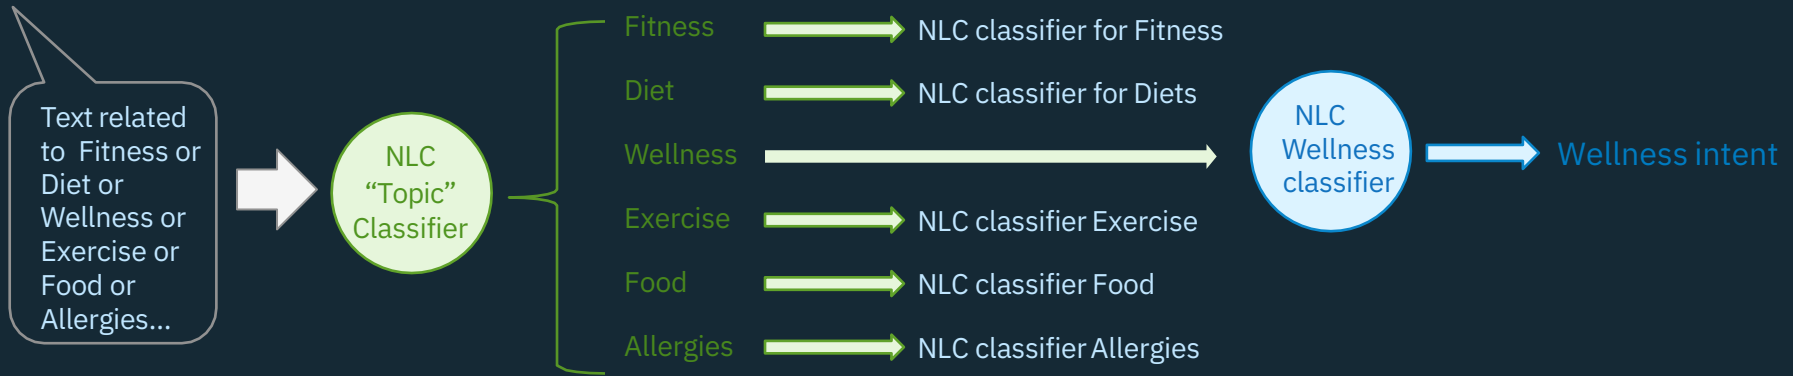 Text related
to Fitness or
Diet or
Wellness or
Exercise or
Food or
Allergies...
NLC
“Topic”
Classifier
Fitness
NLC classifier for Fitness
Diet
NLC classifier for Diets
Wellness
NLC
Wellness
classifier
Wellness intent
Exercise
NLC classifier Exercise
Food
NLC classifier Food
Allergies
NLC classifier Allergies